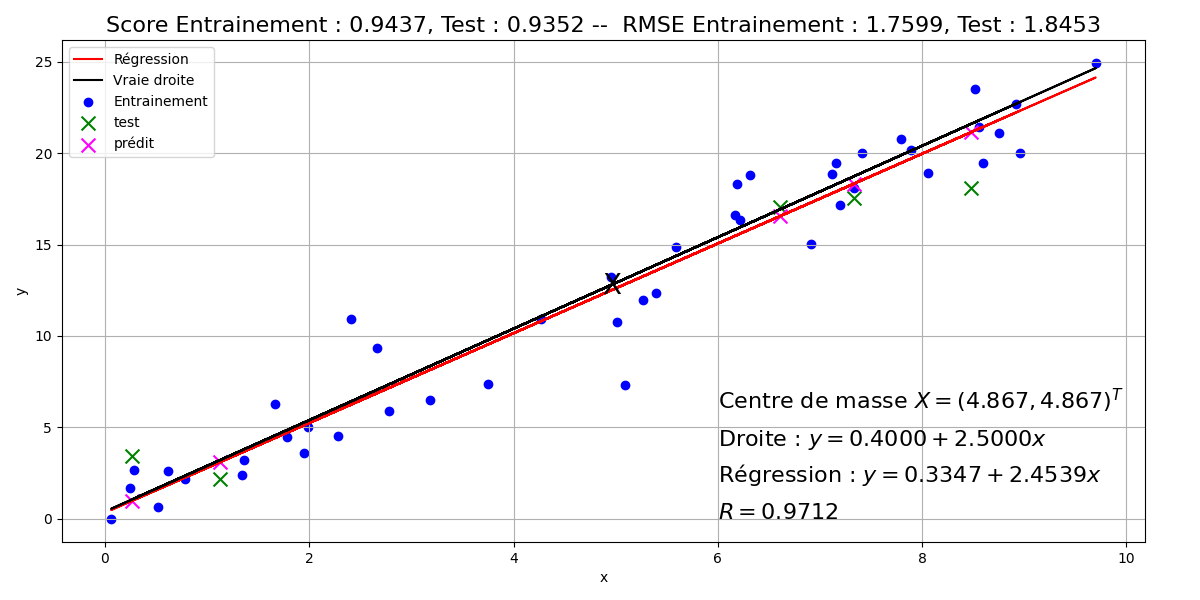 Score Entrainement : 0.9437, Test : 0.9352 --  RMSE Entrainement : 1.7599, Test : 1.8453
Régression
Vraie droite
Entrainement
test
prédit
25
20
15
10
5
0
y
Centre de masse X = (4.867, 4.867)^T
Droite : y = 0.4000 + 2.5000x
Régression : y = 0.3347 + 2.4539x
R = 0.9712
0 2 4 6 8 10
x